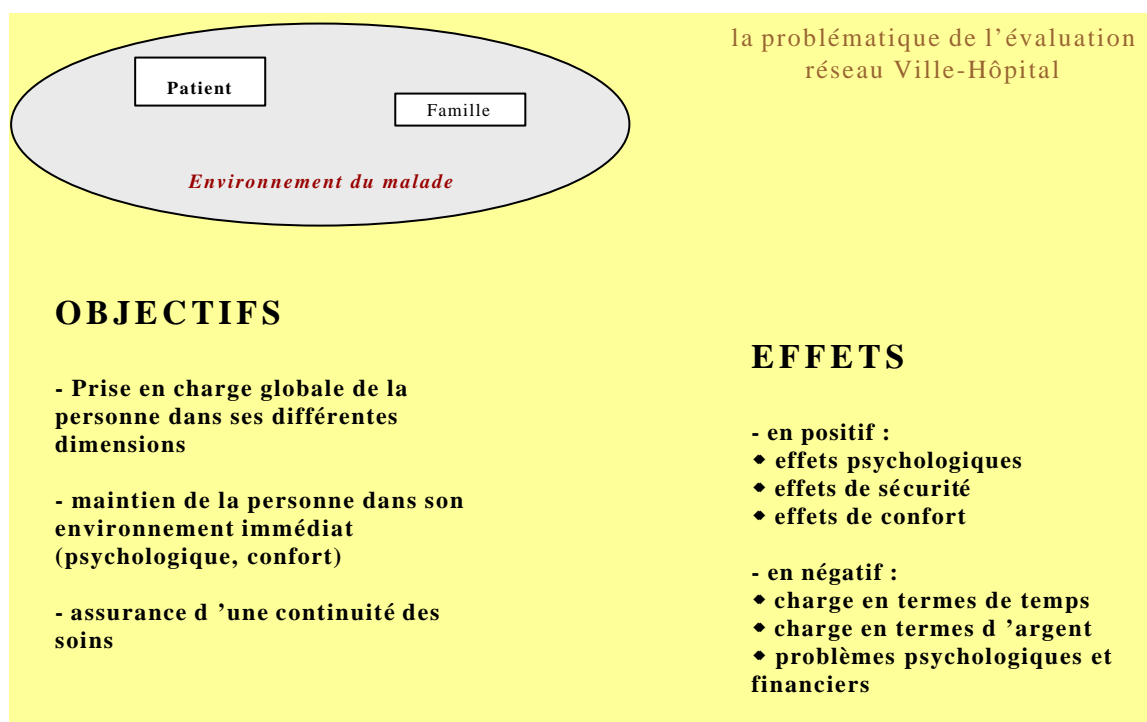 la problématique de l’évaluation
réseau Ville-Hôpital
Patient
Famille
Environnement du malade
OBJECTIFS
- Prise en charge globale de la
personne dans ses différentes
dimensions
- maintien de la personne dans son
environnement immédiat
(psychologique, confort)
- assurance d ’une continuité des
soins
EFFETS
- en positif :
◆ effets psychologiques
◆ effets de sécurité
◆ effets de confort
- en négatif :
◆ charge en termes de temps
◆ charge en termes d ’argent
◆ problèmes psychologiques et
financiers